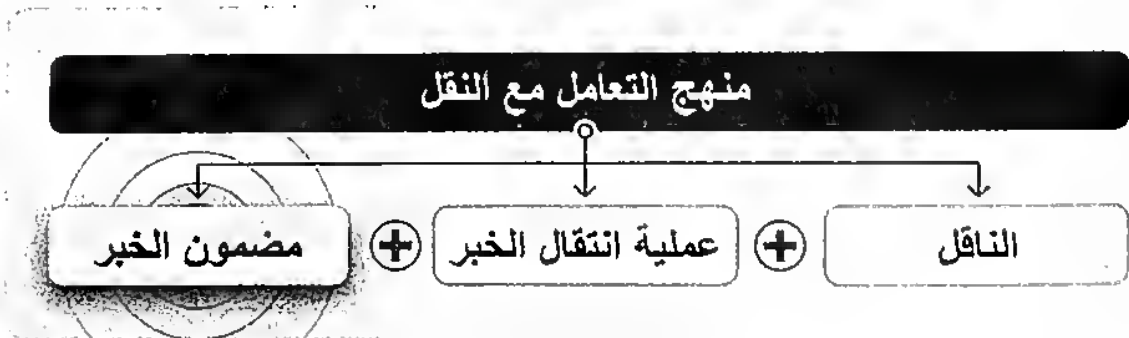 منهج التعامل مع النقل
الناقل + عملية انتقال الخبر + مضمون الخبر